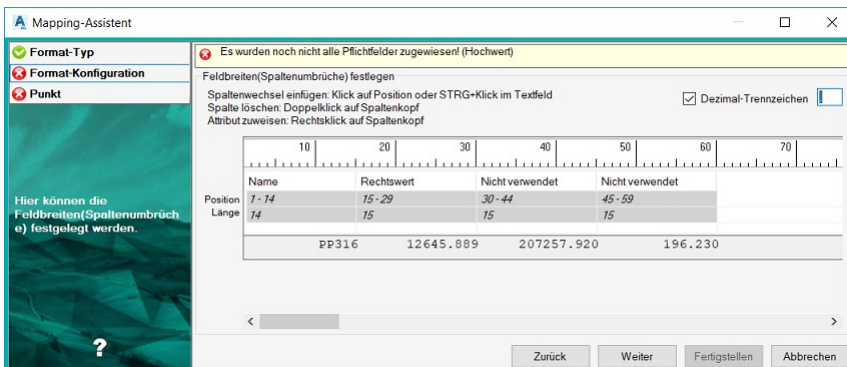 Mapping-Assistent
Format-Typ
Format-Konfiguration
Punkt
Hier können die
Feldbreiten(Spaltenumbrüch
e) festgelegt werden.
?
Es wurden noch nicht alle Pflichtfelder zugewiesen! (Hochwert)
Feldbreiten(Spaltenumbrüche) festlegen
Spaltenwechsel einfügen: Klick auf Position oder STRG+Klick im Textfeld
Spalte löschen: Doppelklick auf Spaltenkopf
Attribut zuweisen: Rechtsklick auf Spaltenkopf
Dezimal-Trennzeichen
10 20 30 40 50 60 70
Name Rechtswert Nicht verwendet Nicht verwendet
Position 1 - 14 15 - 29 30 - 44 45 - 59
Länge 14 15 15 15
PP316 12645.889 207257.920 196.230
Zurück Weiter Fertigstellen Abbrechen